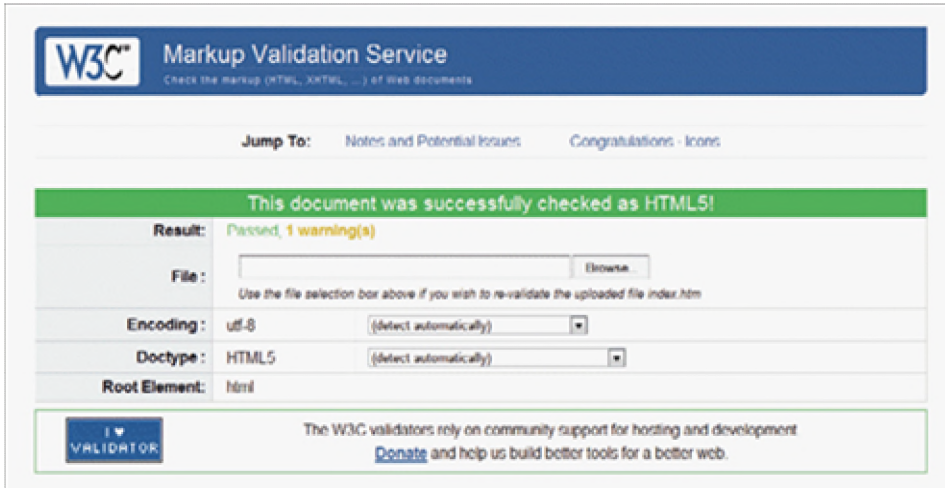 W3C
Markup Validation Service
Check the markup (HTML, XHTML, ...) of Web documents
Jump To: Notes and Potential Issues Congratulations · Icons
This document was successfully checked as HTML5!
Result: Passed, 1 warning(s)
File : Browse...
Use the file selection box above if you wish to re-validate the uploaded file index.htm
Encoding : utf-8 (detect automatically)
Doctype : HTML5 (detect automatically)
Root Element: html
I ♥
VALIDATOR
The W3C validators rely on community support for hosting and development
Donate and help us build better tools for a better web.